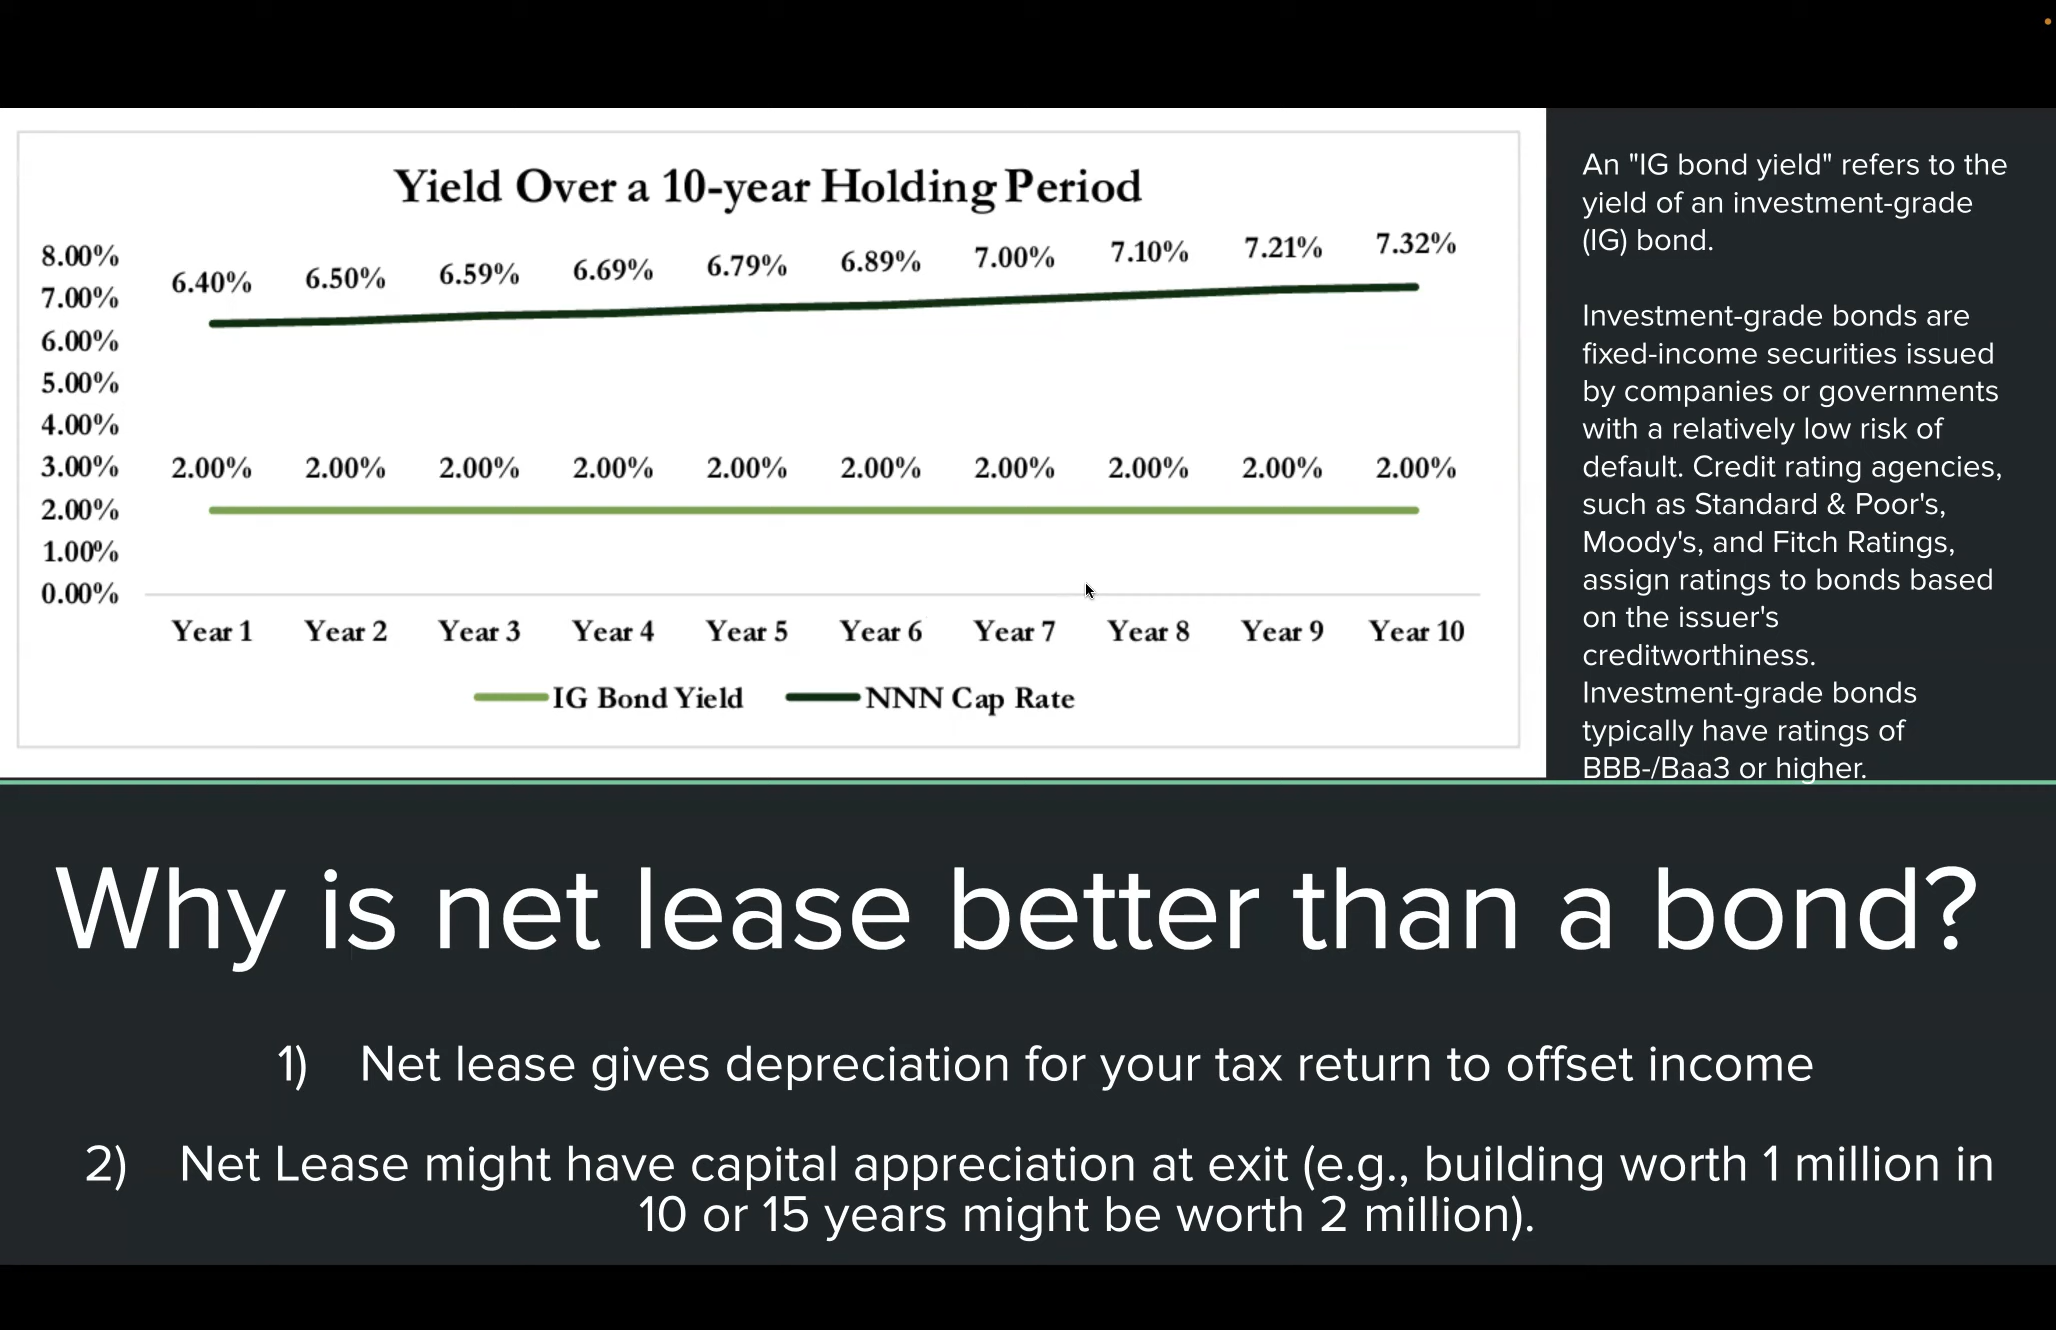 Yield Over a 10-year Holding Period
8.00%
7.00%
6.00%
5.00%
4.00%
3.00%
2.00%
1.00%
0.00%
6.40% 6.50% 6.59% 6.69% 6.79% 6.89% 7.00% 7.10% 7.21% 7.32%
2.00% 2.00% 2.00% 2.00% 2.00% 2.00% 2.00% 2.00% 2.00% 2.00%
Year 1 Year 2 Year 3 Year 4 Year 5 Year 6 Year 7 Year 8 Year 9 Year 10
IG Bond Yield NNN Cap Rate
An "IG bond yield" refers to the
yield of an investment-grade
(IG) bond.
Investment-grade bonds are
fixed-income securities issued
by companies or governments
with a relatively low risk of
default. Credit rating agencies,
such as Standard & Poor's,
Moody's, and Fitch Ratings,
assign ratings to bonds based
on the issuer's
creditworthiness.
Investment-grade bonds
typically have ratings of
BBB-/Baa3 or higher.
Why is net lease better than a bond?
1) Net lease gives depreciation for your tax return to offset income
2) Net Lease might have capital appreciation at exit (e.g., building worth 1 million in
10 or 15 years might be worth 2 million).